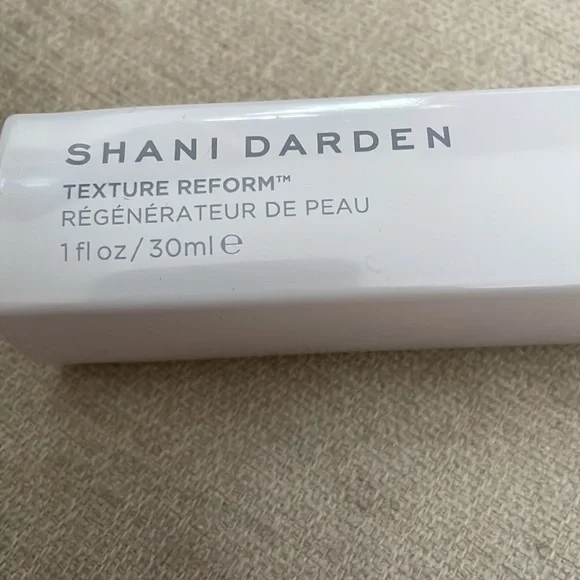 SHANI DARDEN
TEXTURE REFORM™
RÉGÉNÉRATEUR DE PEAU
1 fl oz / 30ml ℮